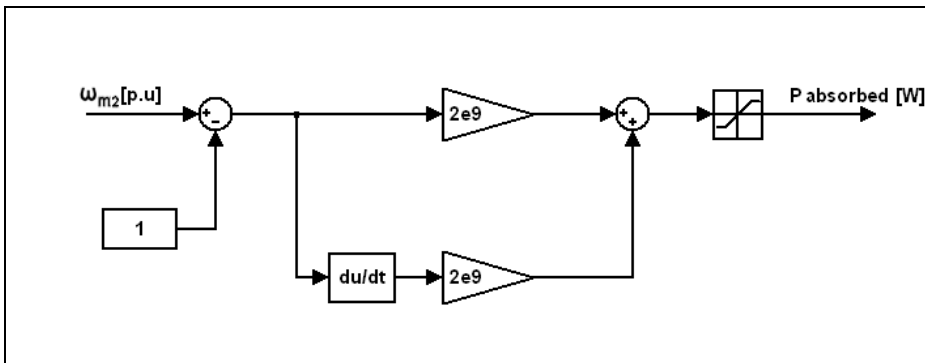 ωm2[p.u]
+
−
2e9
+
+
P absorbed [W]
1
du/dt
2e9